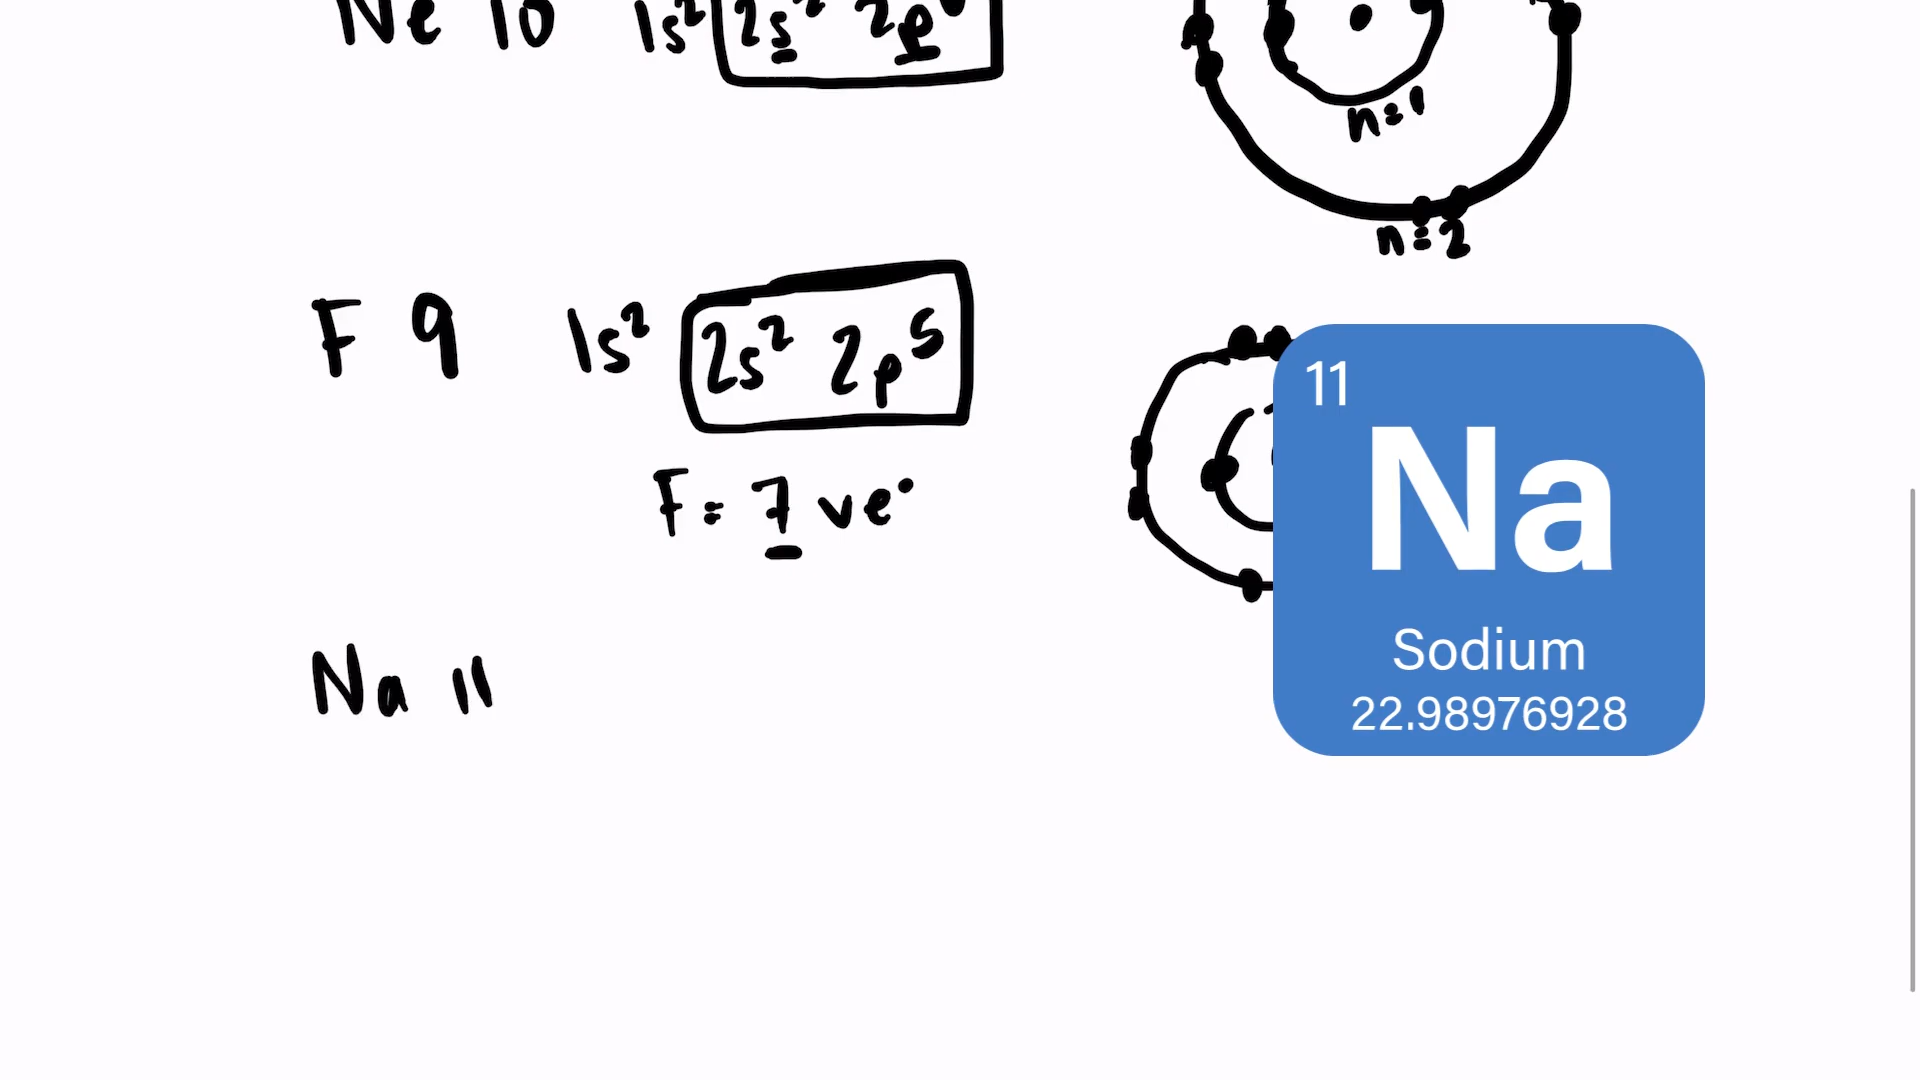 Ne 10 1s² 2s² 2p⁶
n=1
n=2
F 9 1s² 2s² 2p⁵
F = 7 ve⁻
Na 11
11
Na
Sodium
22.98976928